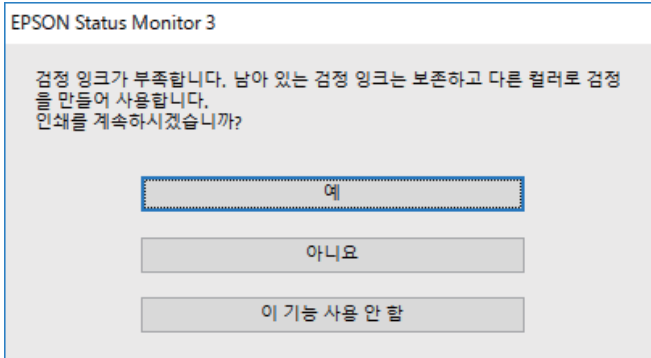 EPSON Status Monitor 3
검정 잉크가 부족합니다. 남아 있는 검정 잉크는 보존하고 다른 컬러로 검정
을 만들어 사용합니다.
인쇄를 계속하시겠습니까?
예
아니요
이 기능 사용 안 함